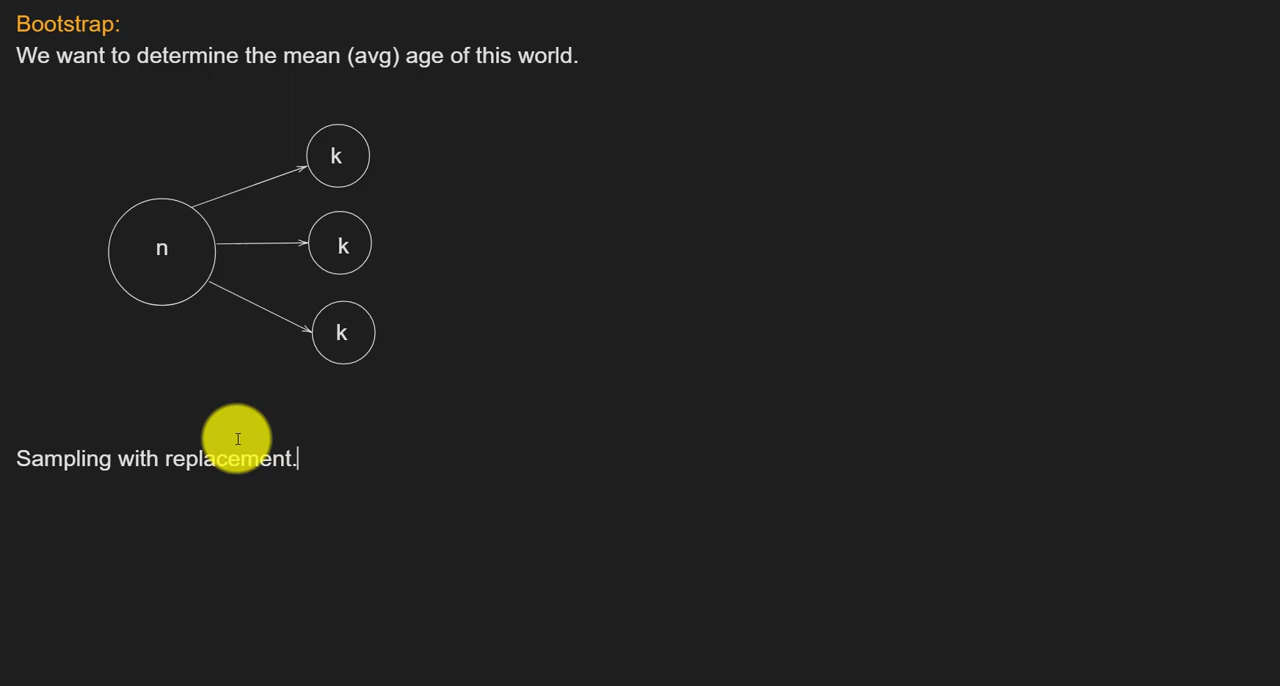 Bootstrap:
We want to determine the mean (avg) age of this world.
k
n
k
k
Sampling with replacement.